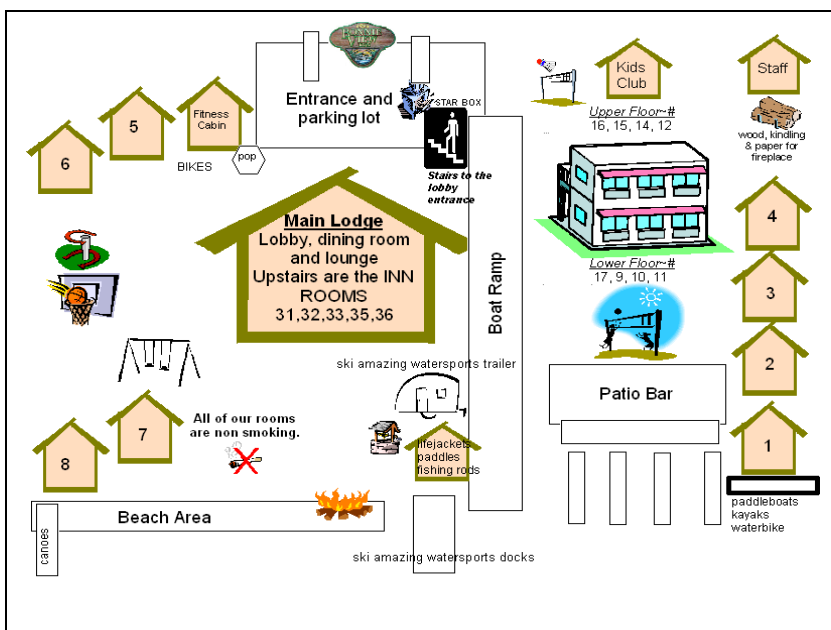 BONNIE VIEW
Entrance and
parking lot
STAR BOX
Kids
Club
Staff
Upper Floor~#
16, 15, 14, 12
wood, kindling
& paper for
fireplace
6
5
Fitness
Cabin
BIKES
pop
Stairs to the
lobby
entrance
Main Lodge
Lobby, dining room
and lounge
Upstairs are the INN
ROOMS
31,32,33,35,36
Boat Ramp
Lower Floor~#
17, 9, 10, 11
4
3
2
1
ski amazing watersports trailer
Patio Bar
8
7
All of our rooms
are non smoking.
lifejackets
paddles
fishing rods
paddleboats
kayaks
waterbike
Beach Area
canoes
ski amazing watersports docks